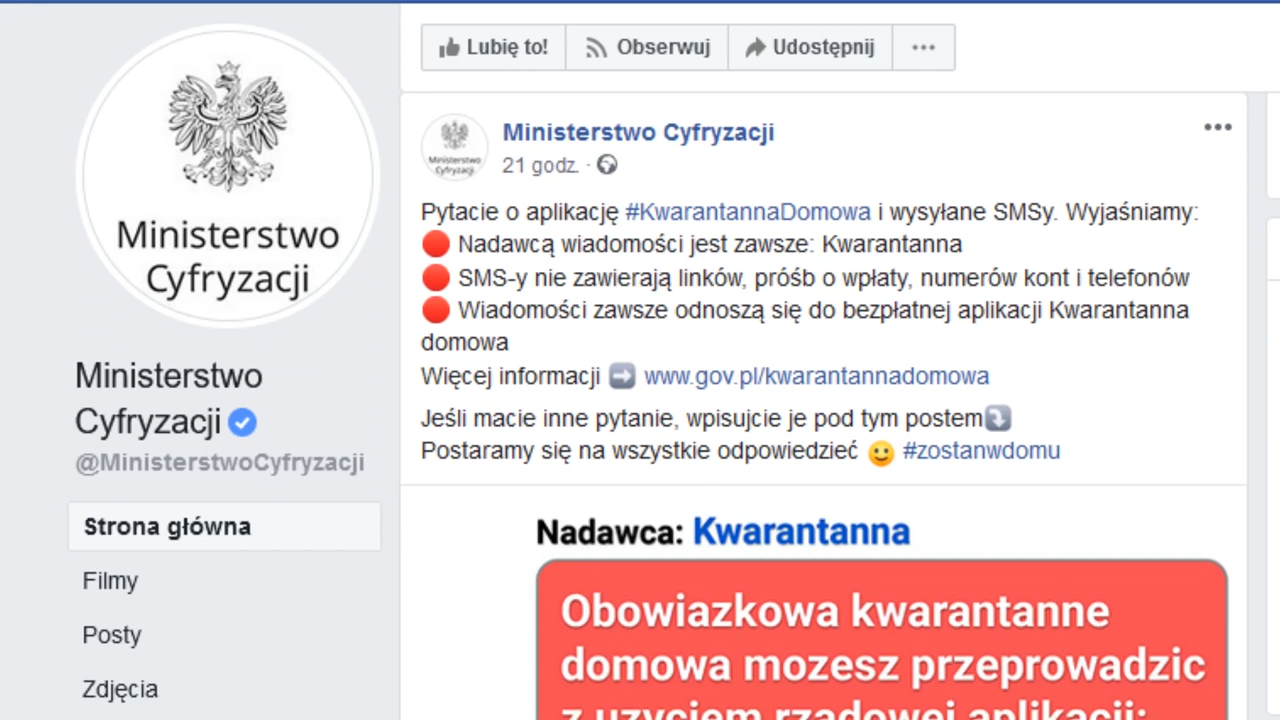 Ministerstwo
Cyfryzacji
Ministerstwo
Cyfryzacji
@MinisterstwoCyfryzacji
Strona główna
Filmy
Posty
Zdjęcia
Lubię to!
Obserwuj
Udostępnij
Ministerstwo
Cyfryzacji
Ministerstwo Cyfryzacji
21 godz.
Pytacie o aplikację #KwarantannaDomowa i wysyłane SMSy. Wyjaśniamy:
Nadawcą wiadomości jest zawsze: Kwarantanna
SMS-y nie zawierają linków, próśb o wpłaty, numerów kont i telefonów
Wiadomości zawsze odnoszą się do bezpłatnej aplikacji Kwarantanna
domowa
Więcej informacji ➡ www.gov.pl/kwarantannadomowa
Jeśli macie inne pytanie, wpisujcie je pod tym postem⤵
Postaramy się na wszystkie odpowiedzieć 🙂 #zostanwdomu
Nadawca: Kwarantanna
Obowiazkowa kwarantanne
domowa mozesz przeprowadzic
z uzyciem rzadowej aplikacji: